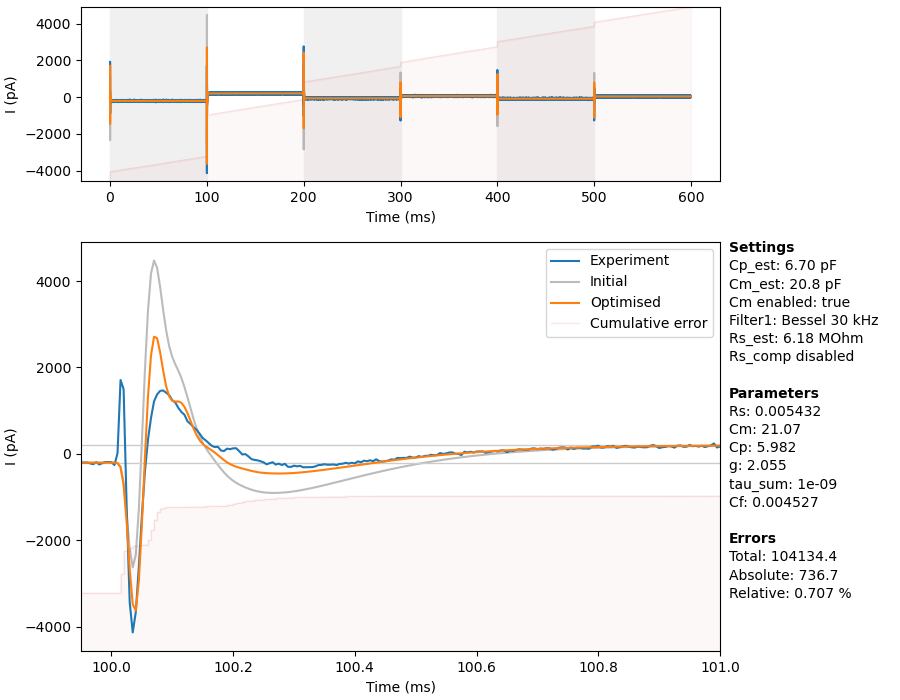 4000
2000
0
−2000
−4000
I (pA)
0 100 200 300 400 500 600
Time (ms)
4000
2000
0
−2000
−4000
I (pA)
Experiment
Initial
Optimised
Cumulative error
100.0 100.2 100.4 100.6 100.8 101.0
Time (ms)
Settings
Cp_est: 6.70 pF
Cm_est: 20.8 pF
Cm enabled: true
Filter1: Bessel 30 kHz
Rs_est: 6.18 MOhm
Rs_comp disabled
Parameters
Rs: 0.005432
Cm: 21.07
Cp: 5.982
g: 2.055
tau_sum: 1e-09
Cf: 0.004527
Errors
Total: 104134.4
Absolute: 736.7
Relative: 0.707 %